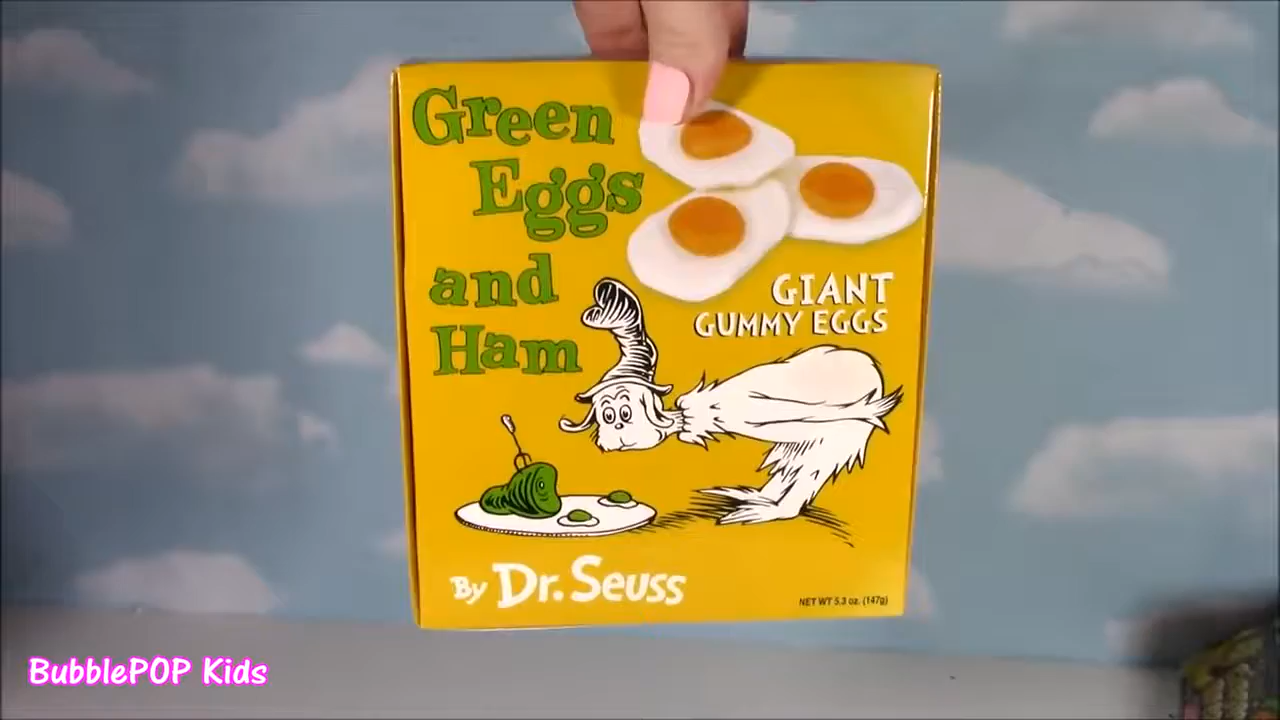 Green
Eggs
and
Ham
GIANT
GUMMY EGGS
By Dr. Seuss
NET WT 5.3 oz. (147g)
BubblePOP Kids